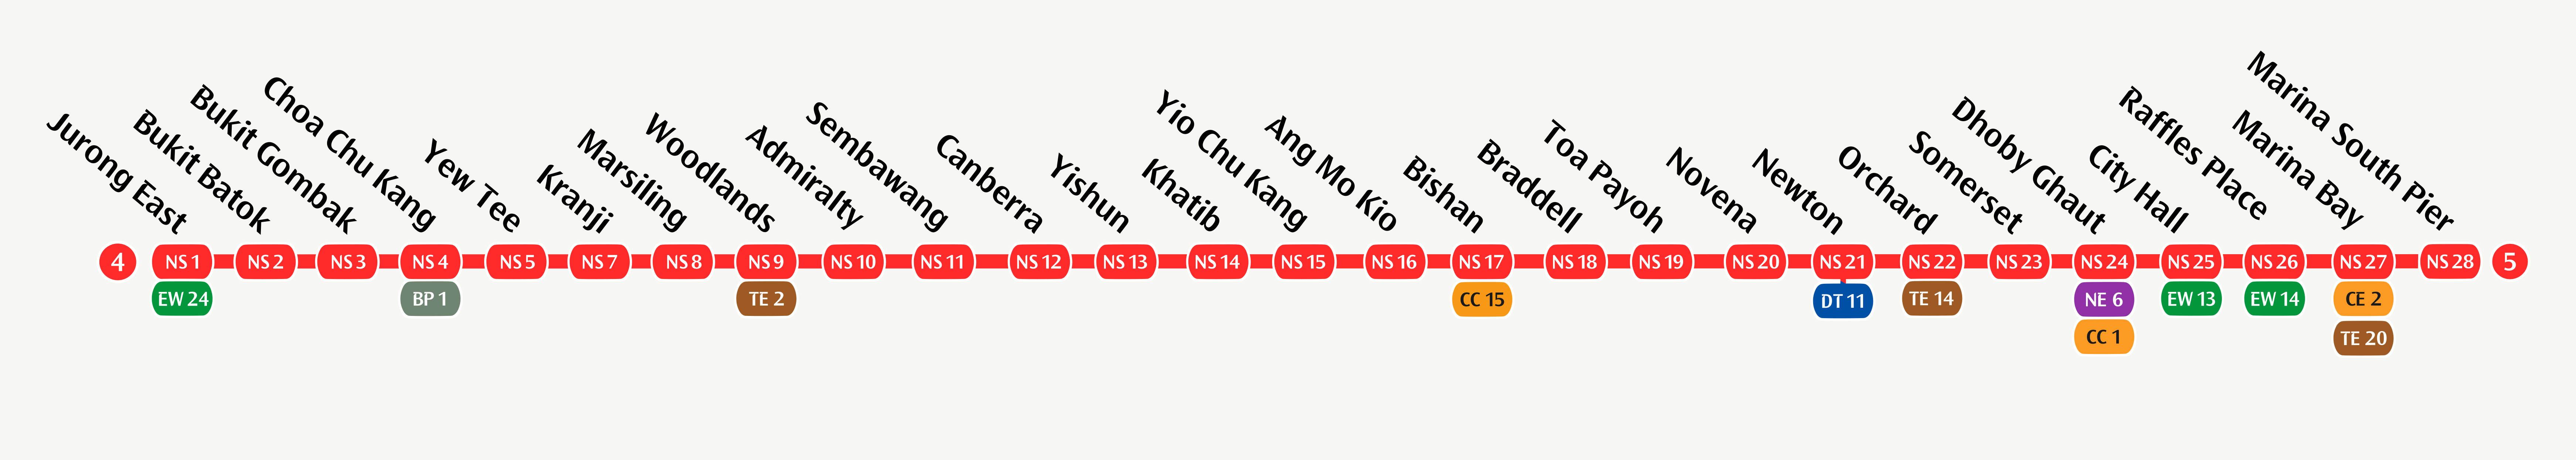 Jurong East
Bukit Batok
Bukit Gombak
Choa Chu Kang
Yew Tee
Kranji
Marsiling
Woodlands
Admiralty
Sembawang
Canberra
Yishun
Khatib
Yio Chu Kang
Ang Mo Kio
Bishan
Braddell
Toa Payoh
Novena
Newton
Orchard
Somerset
Dhoby Ghaut
City Hall
Raffles Place
Marina Bay
Marina South Pier
4 NS 1 NS 2 NS 3 NS 4 NS 5 NS 7 NS 8 NS 9 NS 10 NS 11 NS 12 NS 13 NS 14 NS 15 NS 16 NS 17 NS 18 NS 19 NS 20 NS 21 NS 22 NS 23 NS 24 NS 25 NS 26 NS 27 NS 28 5
EW 24 BP 1 TE 2 CC 15 DT 11 TE 14 NE 6 EW 13 EW 14 CE 2
CC 1 TE 20